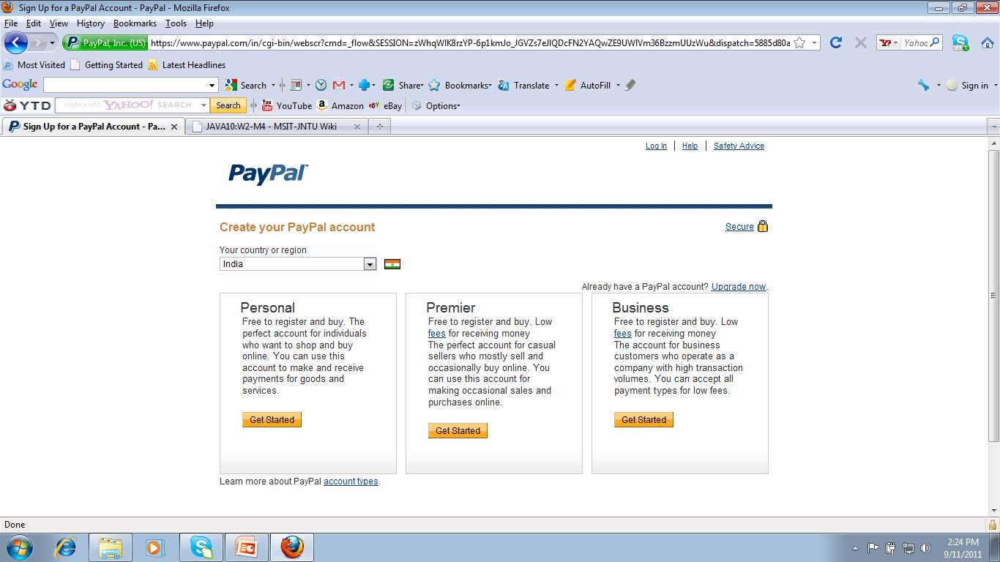 Sign Up for a PayPal Account - PayPal - Mozilla Firefox
File Edit View History Bookmarks Tools Help
PayPal, Inc. (US) https://www.paypal.com/in/cgi-bin/webscr?cmd=_flow&SESSION=zWhqWIK8rzYP-6p1kmJo_JGVZs7eJIQDcFN2YAQwZE9UWIVm36BzzmUUzWu&dispatch=5885d80a Yahoo
Most Visited Getting Started Latest Headlines
Google Search Share Bookmarks Translate AutoFill Sign in
YTD explore with YAHOO! SEARCH Search You Tube YouTube a Amazon ebY eBay Options
Sign Up for a PayPal Account - Pa... JAVA10:W2-M4 - MSIT-JNTU Wiki
Log In Help Safety Advice
PayPal™
Create your PayPal account Secure
Your country or region
India
Already have a PayPal account? Upgrade now.
Personal
Free to register and buy. The
perfect account for individuals
who want to shop and buy
online. You can use this
account to make and receive
payments for goods and
services.
Get Started
Premier
Free to register and buy. Low
fees for receiving money
The perfect account for casual
sellers who mostly sell and
occasionally buy online. You
can use this account for
making occasional sales and
purchases online.
Get Started
Business
Free to register and buy. Low
fees for receiving money
The account for business
customers who operate as a
company with high transaction
volumes. You can accept all
payment types for low fees.
Get Started
Learn more about PayPal account types.
Done
2:24 PM
9/11/2011